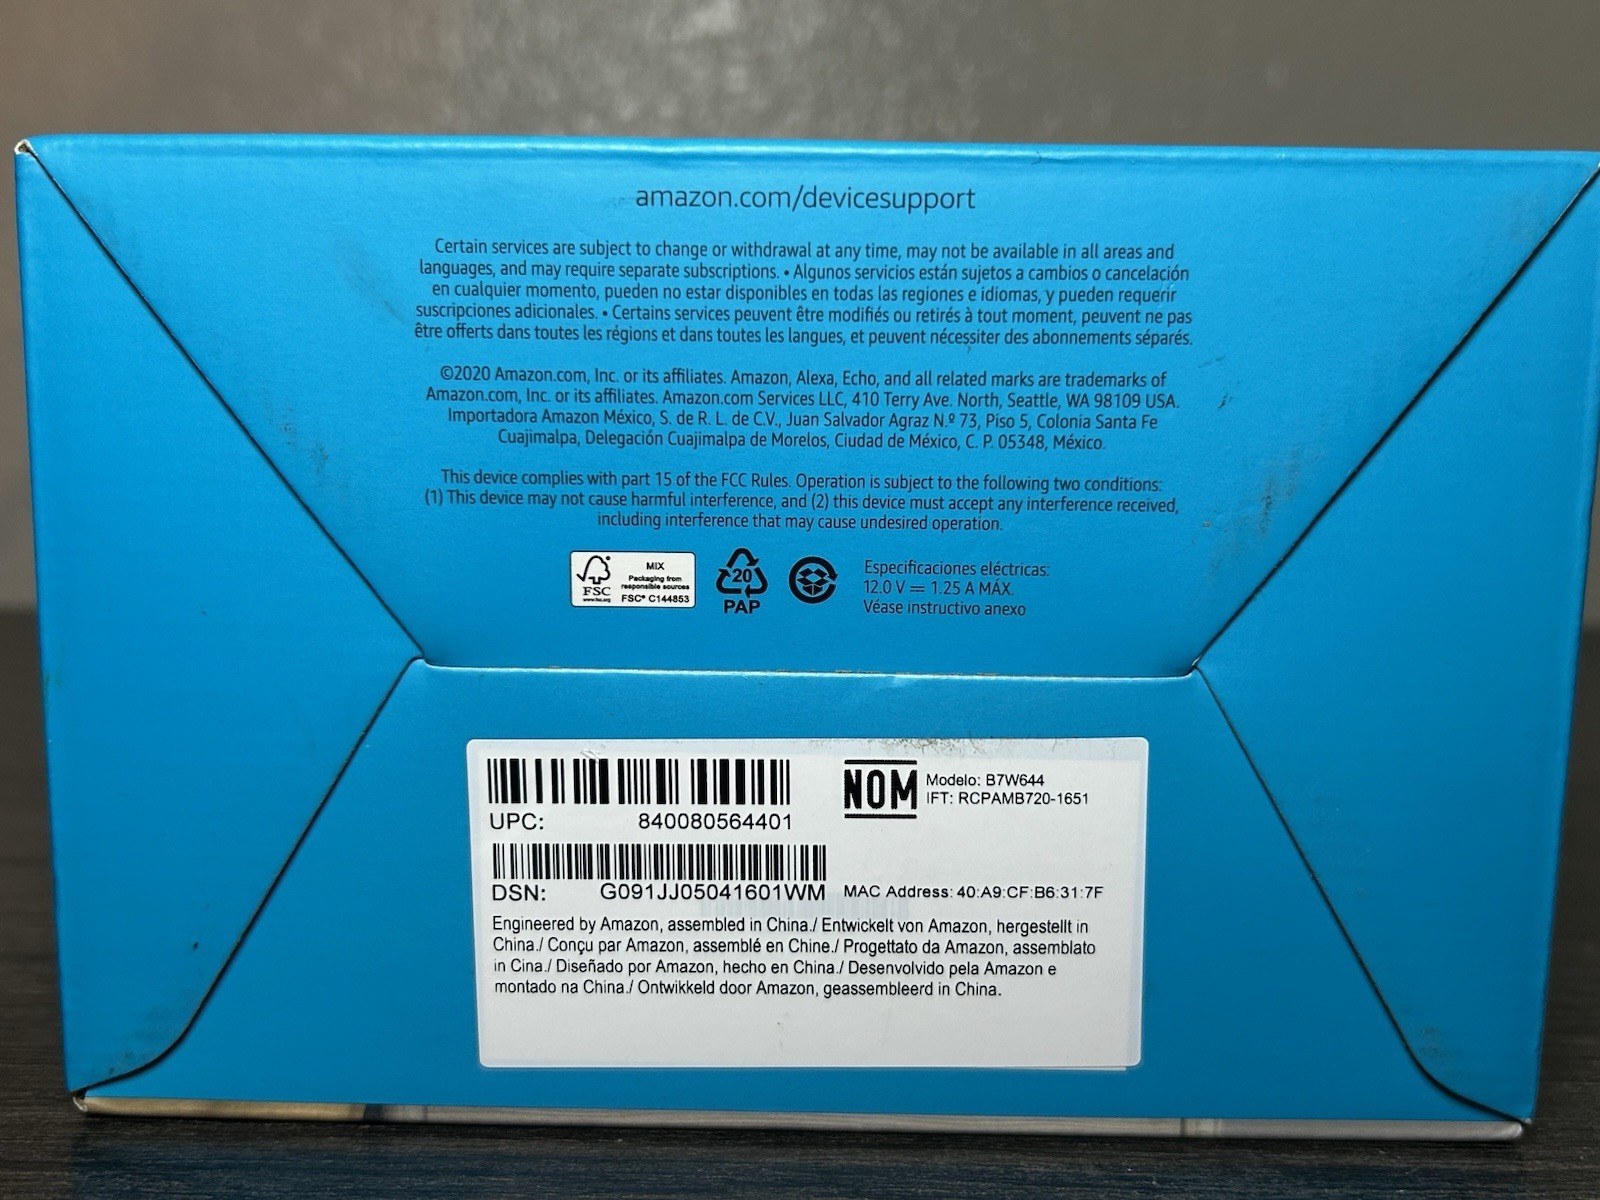 amazon.com/devicesupport
Certain services are subject to change or withdrawal at any time, may not be available in all areas and
languages, and may require separate subscriptions. • Algunos servicios están sujetos a cambios o cancelación
en cualquier momento, pueden no estar disponibles en todas las regiones e idiomas, y pueden requerir
suscripciones adicionales. • Certains services peuvent être modifiés ou retirés à tout moment, peuvent ne pas
être offerts dans toutes les régions et dans toutes les langues, et peuvent nécessiter des abonnements séparés.
©2020 Amazon.com, Inc. or its affiliates. Amazon, Alexa, Echo, and all related marks are trademarks of
Amazon.com, Inc. or its affiliates. Amazon.com Services LLC, 410 Terry Ave. North, Seattle, WA 98109 USA.
Importadora Amazon México, S. de R. L. de C.V., Juan Salvador Agraz N.º 73, Piso 5, Colonia Santa Fe
Cuajimalpa, Delegación Cuajimalpa de Morelos, Ciudad de México, C. P. 05348, México.
This device complies with part 15 of the FCC Rules. Operation is subject to the following two conditions:
(1) This device may not cause harmful interference, and (2) this device must accept any interference received,
including interference that may cause undesired operation.
FSC
www.fsc.org
MIX
Packaging from
responsible sources
FSC® C144853
20
PAP
Especificaciones eléctricas:
12.0 V ⎓ 1.25 A MÁX.
Véase instructivo anexo
UPC: 840080564401
NOM
Modelo: B7W644
IFT: RCPAMB720-1651
DSN: G091JJ05041601WM
MAC Address: 40:A9:CF:B6:31:7F
Engineered by Amazon, assembled in China./ Entwickelt von Amazon, hergestellt in
China./ Conçu par Amazon, assemblé en Chine./ Progettato da Amazon, assemblato
in Cina./ Diseñado por Amazon, hecho en China./ Desenvolvido pela Amazon e
montado na China./ Ontwikkeld door Amazon, geassembleerd in China.